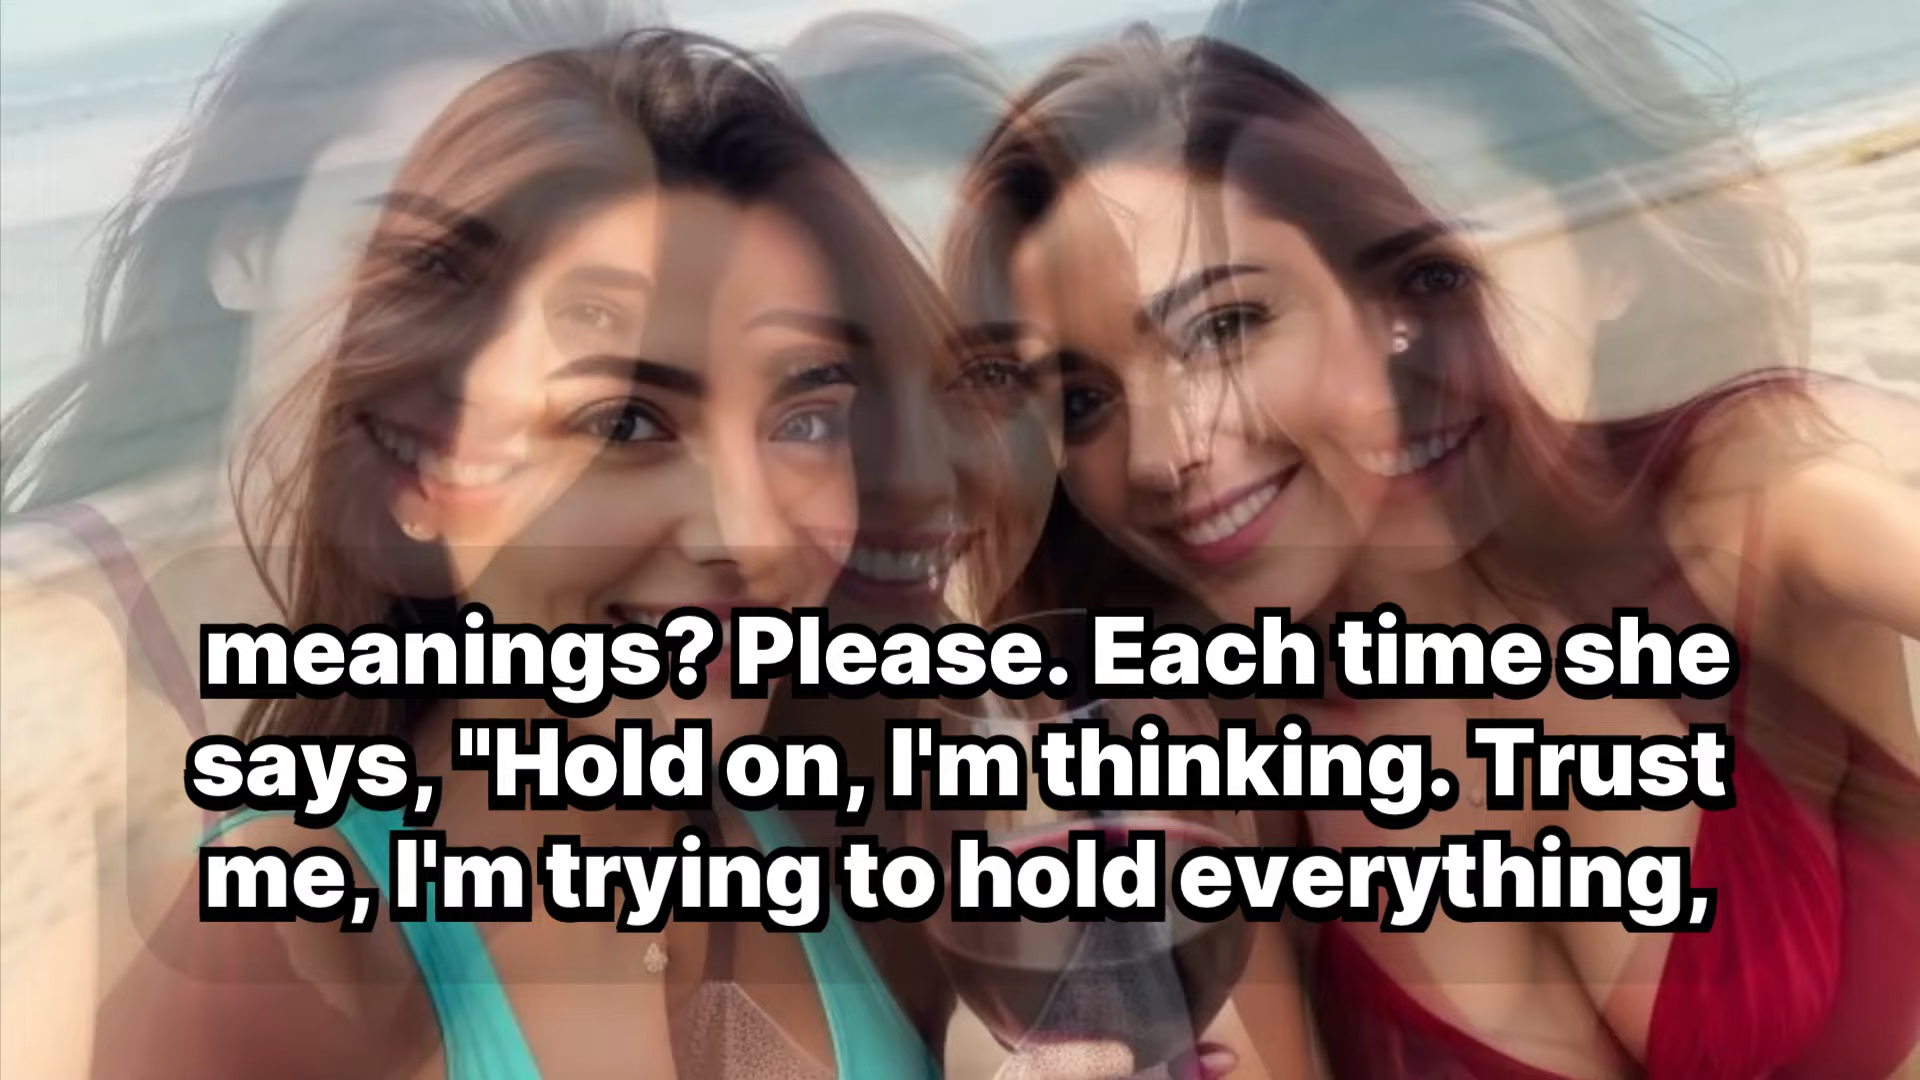 meanings? Please. Each time she
says, "Hold on, I'm thinking. Trust
me, I'm trying to hold everything,